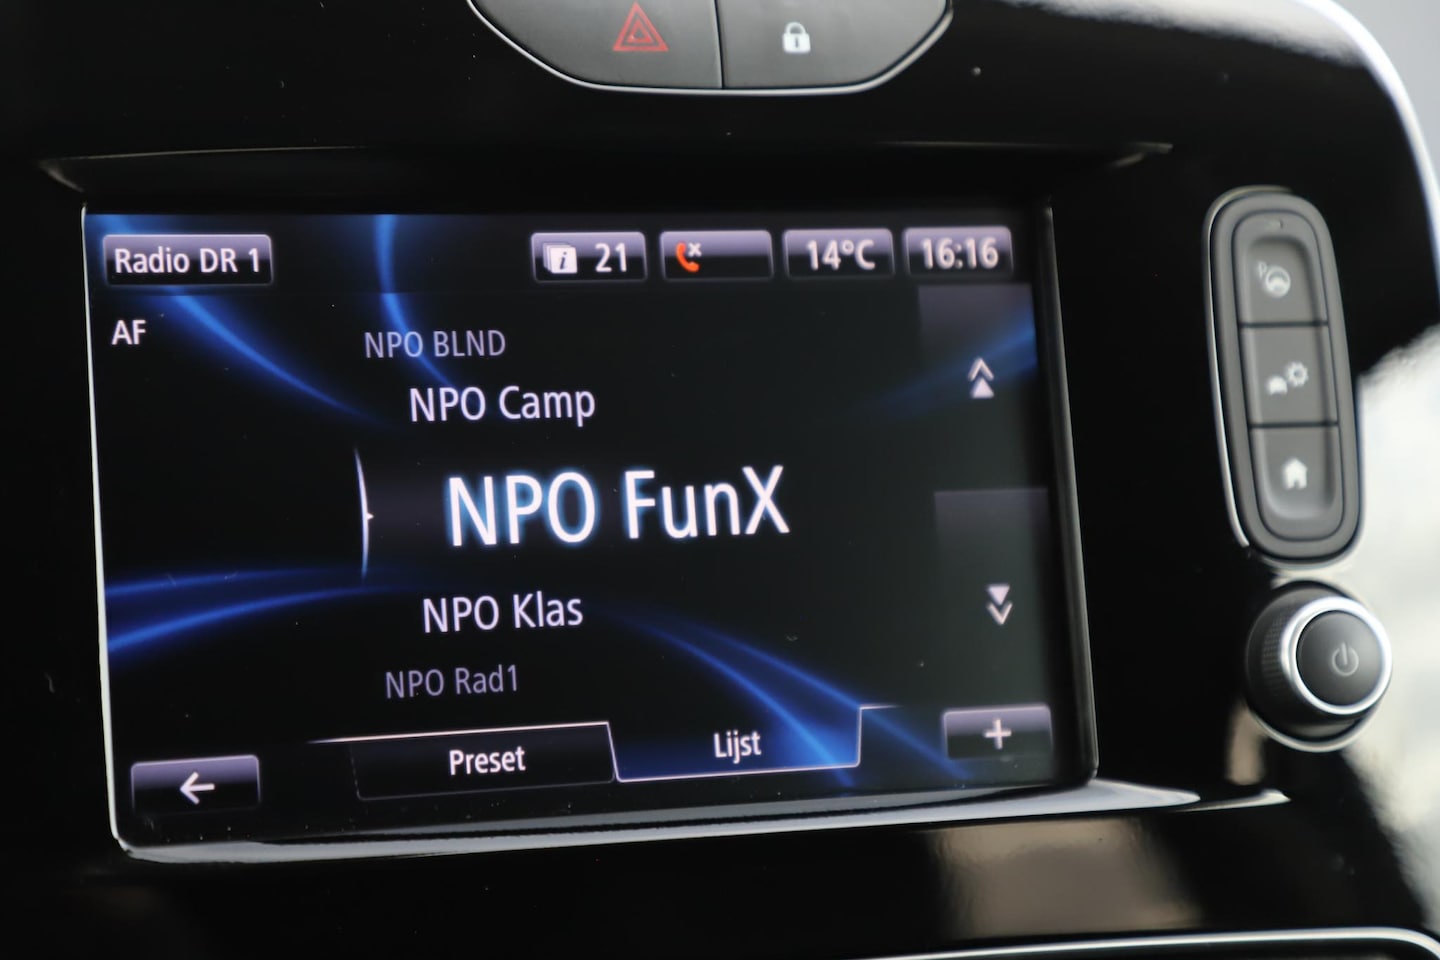 Radio DR 1
21
14°C
16:16
AF
NPO BLND
NPO Camp
NPO FunX
NPO Klas
NPO Rad1
Preset
Lijst
+